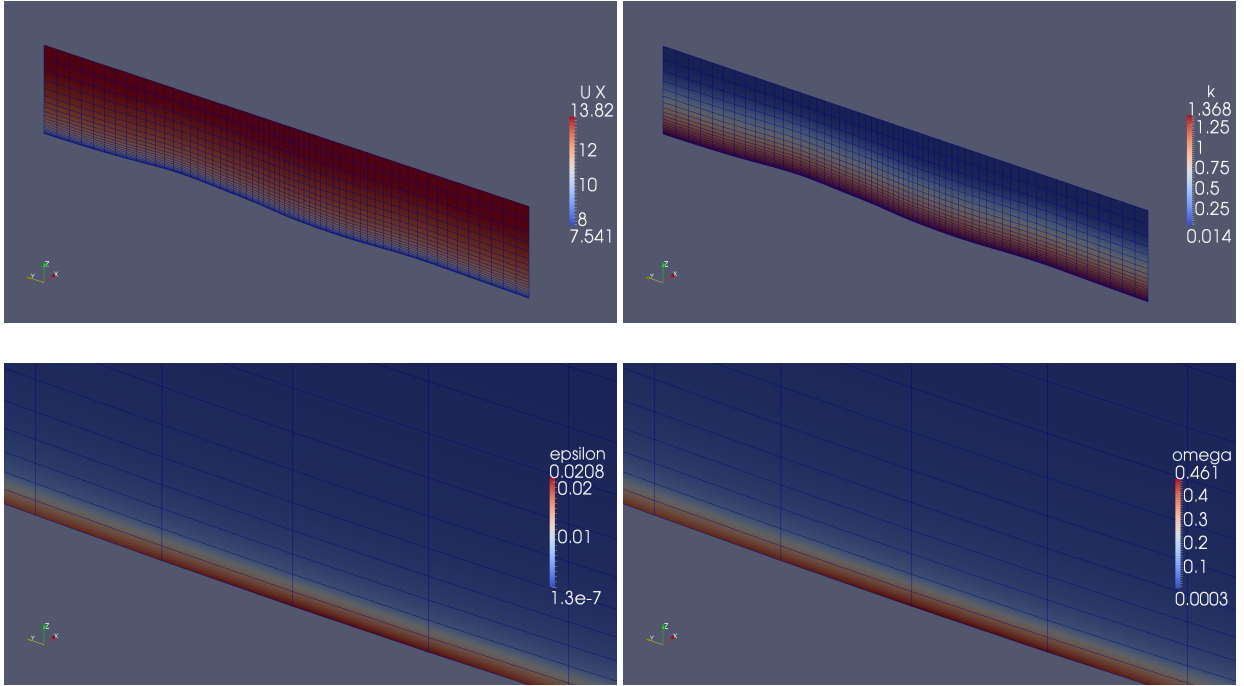 U X
13.82
12
10
8
7.541
Z
Y
X
k
1.368
1.25
1
0.75
0.5
0.25
0.014
Z
Y
X
epsilon
0.0208
0.02
0.01
1.3e-7
Z
Y
X
omega
0.461
0.4
0.3
0.2
0.1
0.0003
Z
Y
X